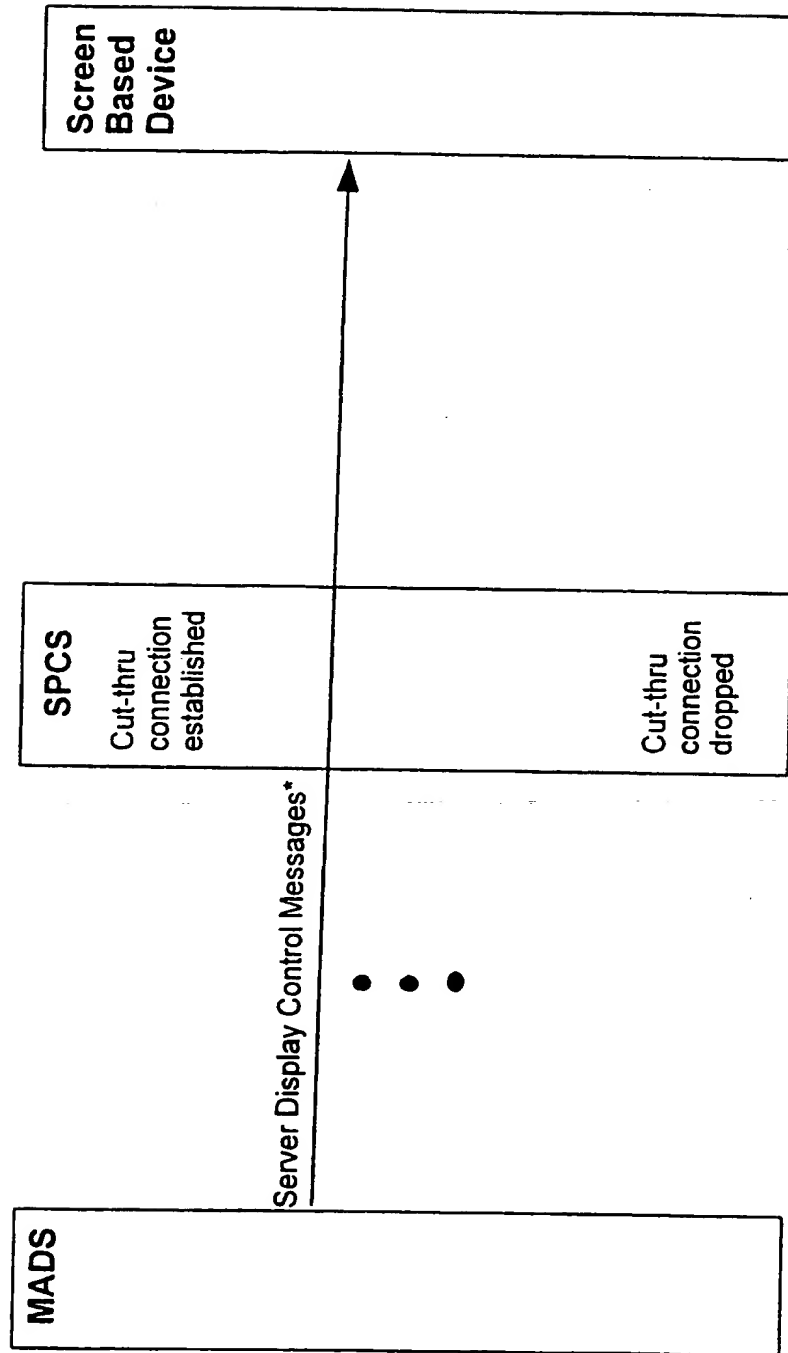 MADS
Server Display Control Messages*
SPCS
Cut-thru
connection
established
Cut-thru
connection
dropped
Screen
Based
Device